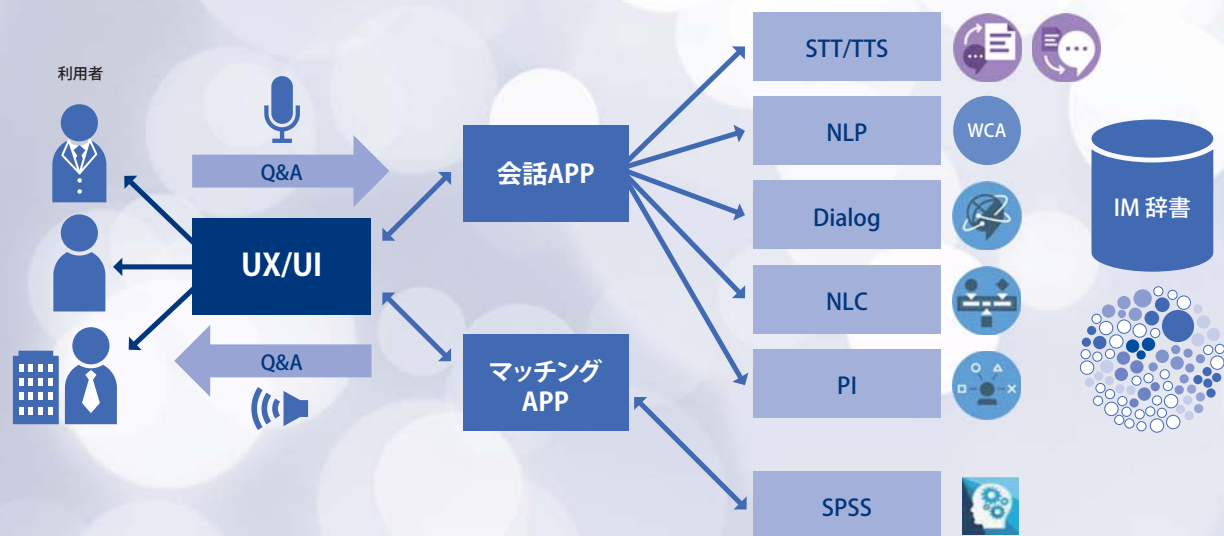 利用者
Q&A
UX/UI
Q&A
会話APP
マッチング
APP
STT/TTS
NLP
WCA
Dialog
NLC
PI
SPSS
IM 辞書